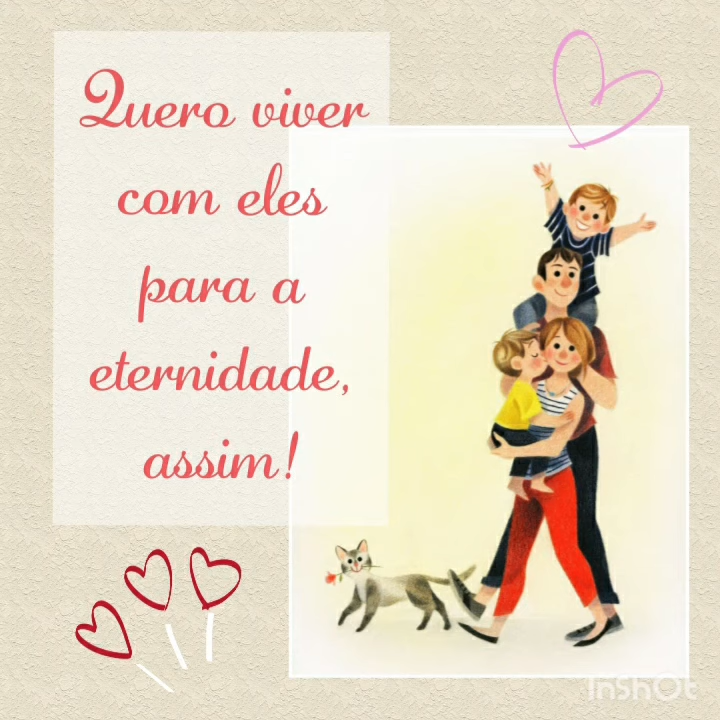 Quero viver
com eles
para a
eternidade,
assim!
InShOt